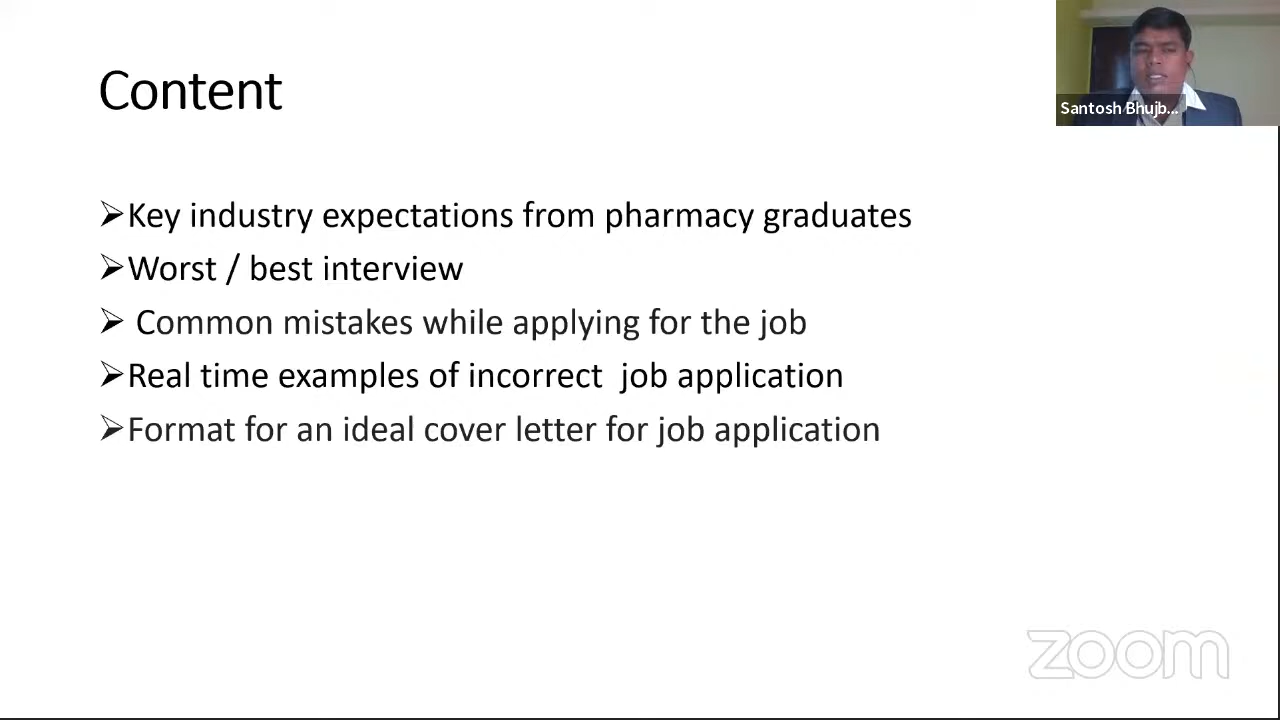 Content
Santosh Bhujb...
➢Key industry expectations from pharmacy graduates
➢Worst / best interview
➢ Common mistakes while applying for the job
➢Real time examples of incorrect  job application
➢Format for an ideal cover letter for job application
zoom